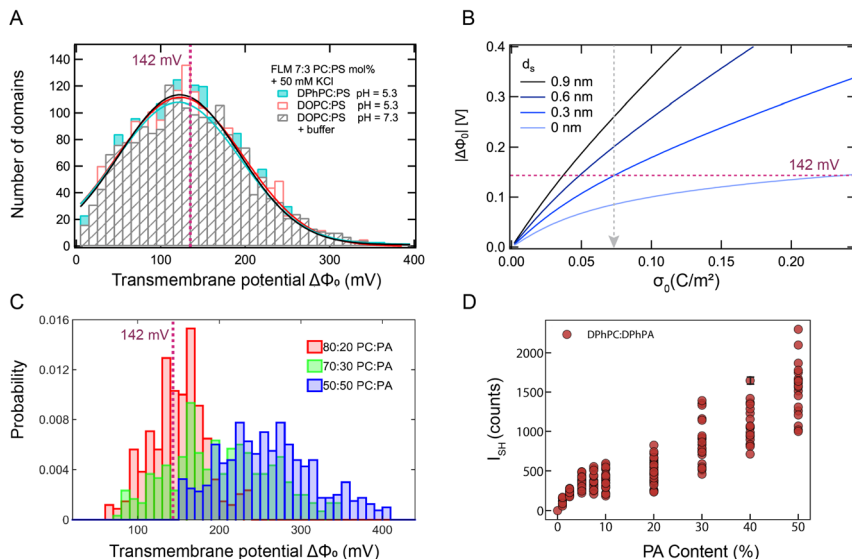 A
142 mV
FLM 7:3 PC:PS mol%
+ 50 mM KCl
DPhPC:PS pH = 5.3
DOPC:PS pH = 5.3
DOPC:PS pH = 7.3
+ buffer
Number of domains
140
120
100
80
60
40
20
0
0 100 200 300 400
Transmembrane potential ΔΦ₀ (mV)
B
dₛ
0.9 nm
0.6 nm
0.3 nm
0 nm
142 mV
|ΔΦ₀| [V]
0.4
0.3
0.2
0.1
0.0
0.00 0.05 0.10 0.15 0.20
σ₀(C/m²)
C
142 mV
80:20 PC:PA
70:30 PC:PA
50:50 PC:PA
Probability
0.016
0.012
0.008
0.004
0
100 200 300 400
Transmembrane potential ΔΦ₀ (mV)
D
DPhPC:DPhPA
I_SH (counts)
2000
1500
1000
500
0
0 10 20 30 40 50
PA Content (%)